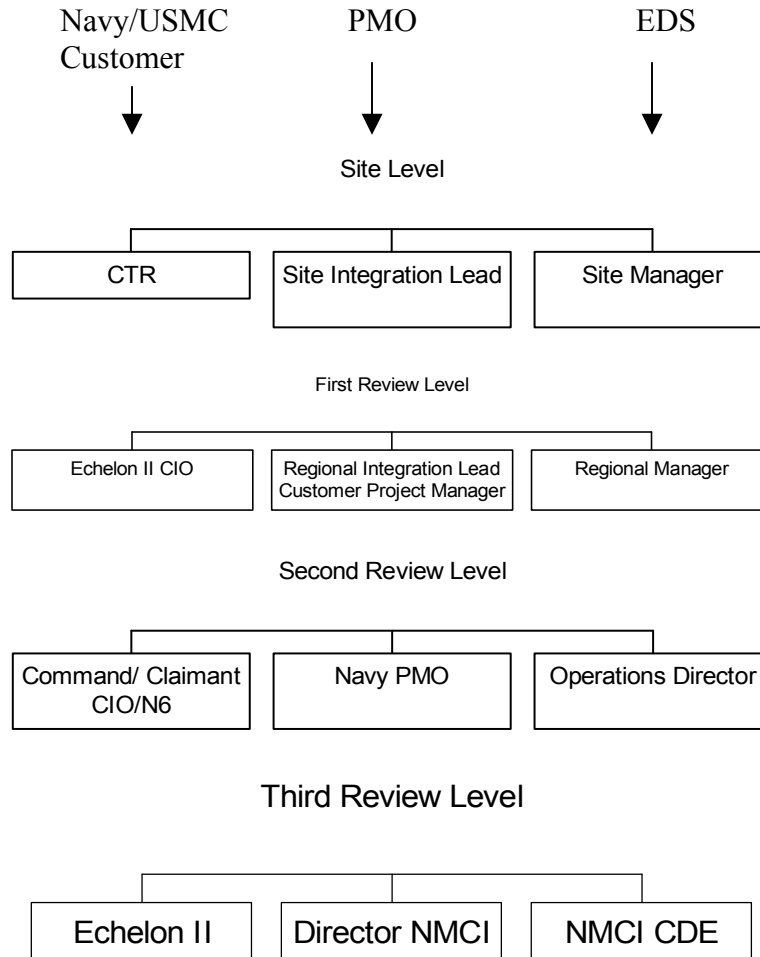 Navy/USMC
Customer
PMO
EDS
Site Level
CTR
Site Integration Lead
Site Manager
First Review Level
Echelon II CIO
Regional Integration Lead
Customer Project Manager
Regional Manager
Second Review Level
Command/ Claimant
CIO/N6
Navy PMO
Operations Director
Third Review Level
Echelon II
Director NMCI
NMCI CDE